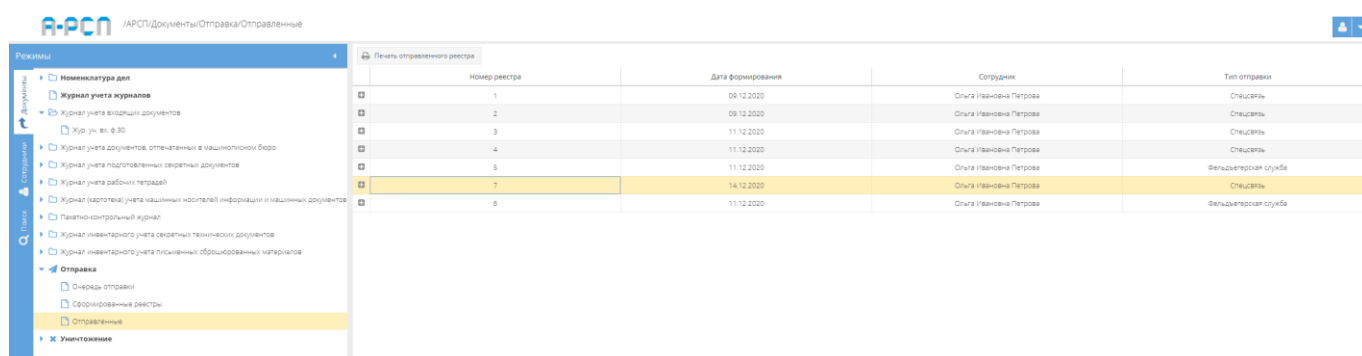 А-РСП /АРСП/Документы/Отправка/Отправленные
Режимы
Документы
Сотрудники
Поиск
Номенклатура дел
Журнал учета журналов
Журнал учета входящих документов
Жур. уч. вх. ф.30
Журнал учета документов, отпечатанных в машинописном бюро
Журнал учета подготовленных секретных документов
Журнал учета рабочих тетрадей
Журнал (картотека) учета машинных носителей информации и машинных документов
Пакетно-контрольный журнал
Журнал инвентарного учета секретных технических документов
Журнал инвентарного учета письменных сброшюрованных материалов
Отправка
Очередь отправки
Сформированные реестры
Отправленные
Уничтожение
Печать отправленного реестра
Номер реестра Дата формирования Сотрудник Тип отправки
1 09.12.2020 Ольга Ивановна Петрова Спецсвязь
2 09.12.2020 Ольга Ивановна Петрова Спецсвязь
3 11.12.2020 Ольга Ивановна Петрова Спецсвязь
4 11.12.2020 Ольга Ивановна Петрова Спецсвязь
5 11.12.2020 Ольга Ивановна Петрова Фельдъегерская служба
7 14.12.2020 Ольга Ивановна Петрова Спецсвязь
6 11.12.2020 Ольга Ивановна Петрова Фельдъегерская служба